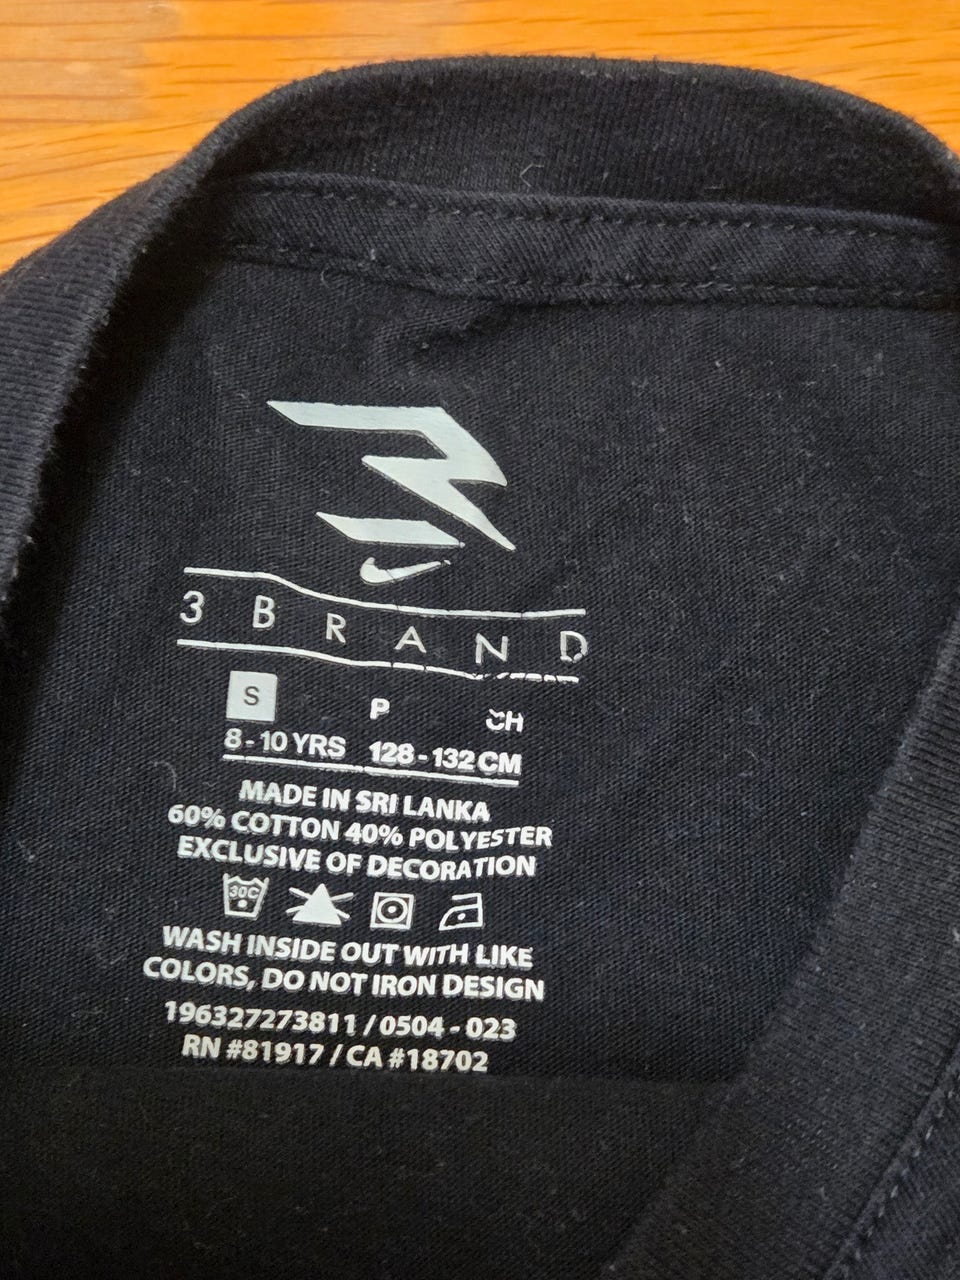 3 BRAND
S P CH
8 - 10 YRS 128 - 132 CM
MADE IN SRI LANKA
60% COTTON 40% POLYESTER
EXCLUSIVE OF DECORATION
30C
WASH INSIDE OUT WITH LIKE
COLORS, DO NOT IRON DESIGN
196327273811 / 0504 - 023
RN #81917 / CA #18702